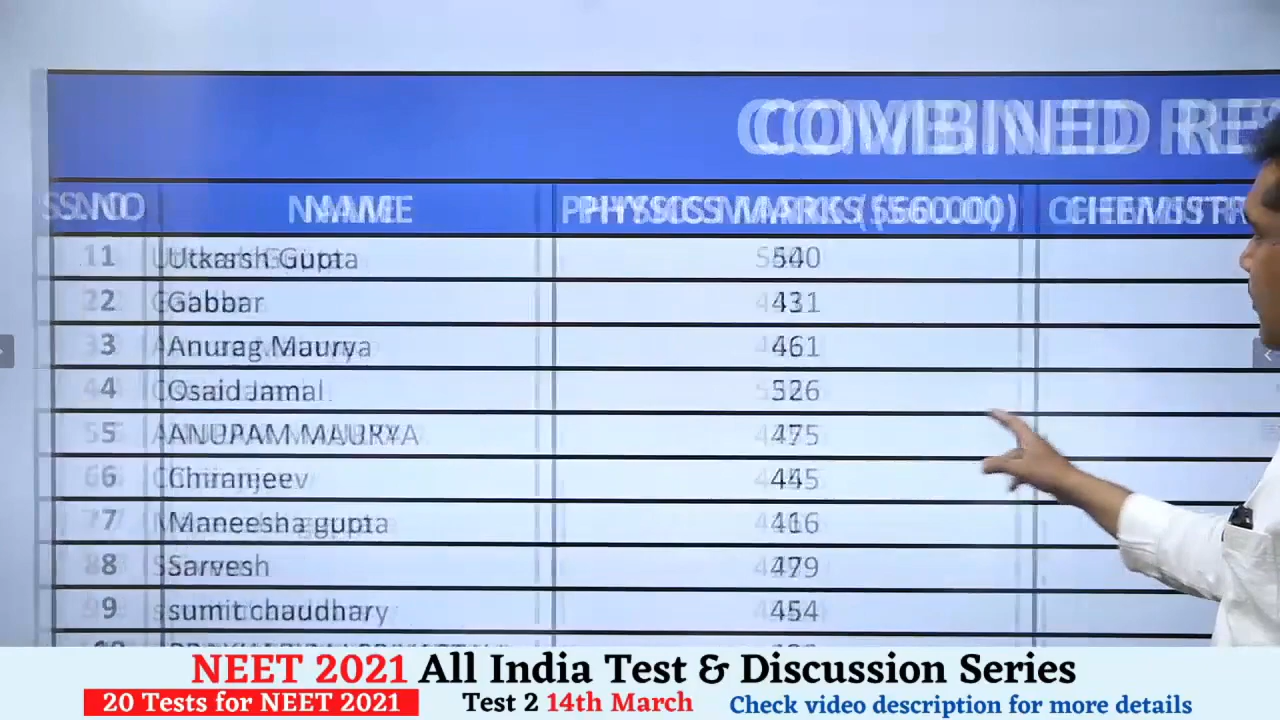 COMBINED
S.NO NAME PHYSICS MARKS
1 Utkarsh Gupta 540
2 Gabbar 431
3 Anurag Maurya 461
4 Osaid Jamal 526
5 ANUPAM MAURYA 475
6 Chiranjeev 445
7 Maneesha gupta 416
8 Sarvesh 479
9 sumit chaudhary 454
NEET 2021 All India Test & Discussion Series
20 Tests for NEET 2021 Test 2 14th March Check video description for more details